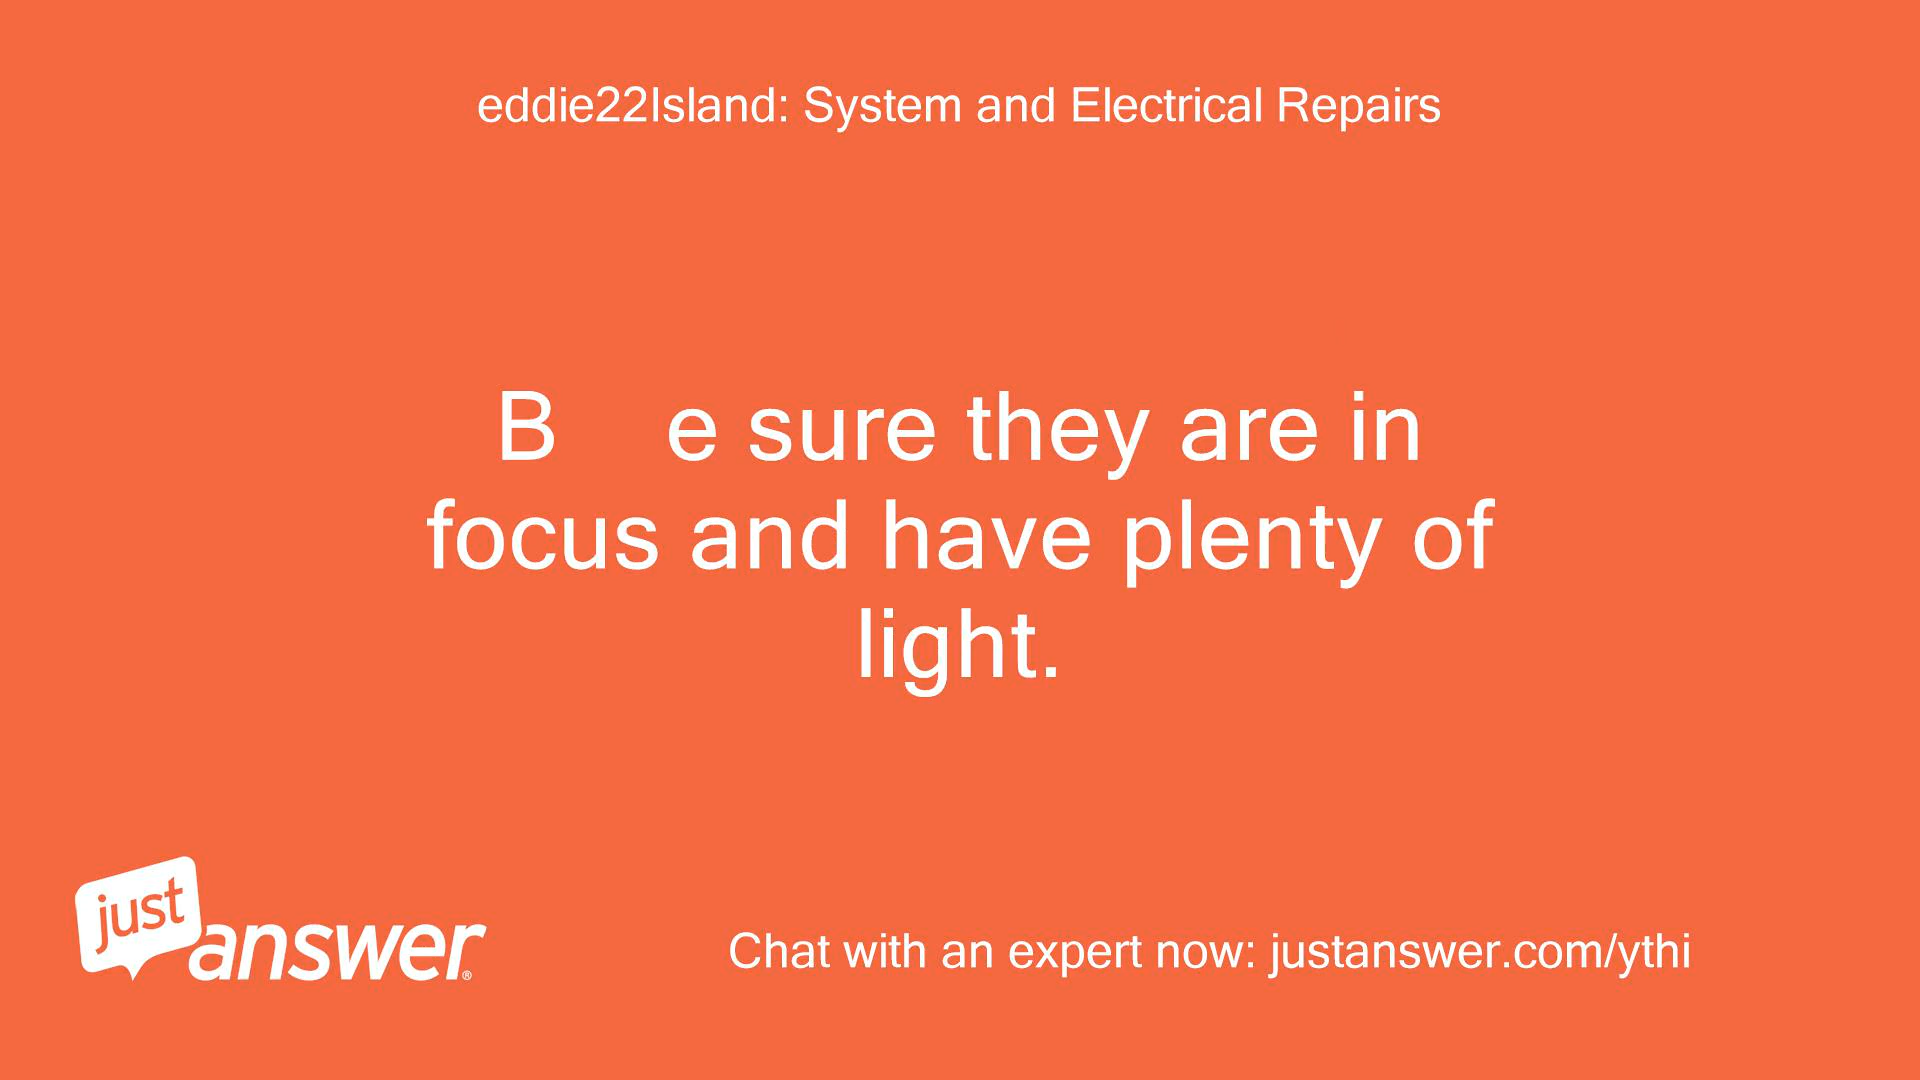 eddie22Island: System and Electrical Repairs
B    e sure they are in
focus and have plenty of
light.
just
answer®
Chat with an expert now: justanswer.com/ythi